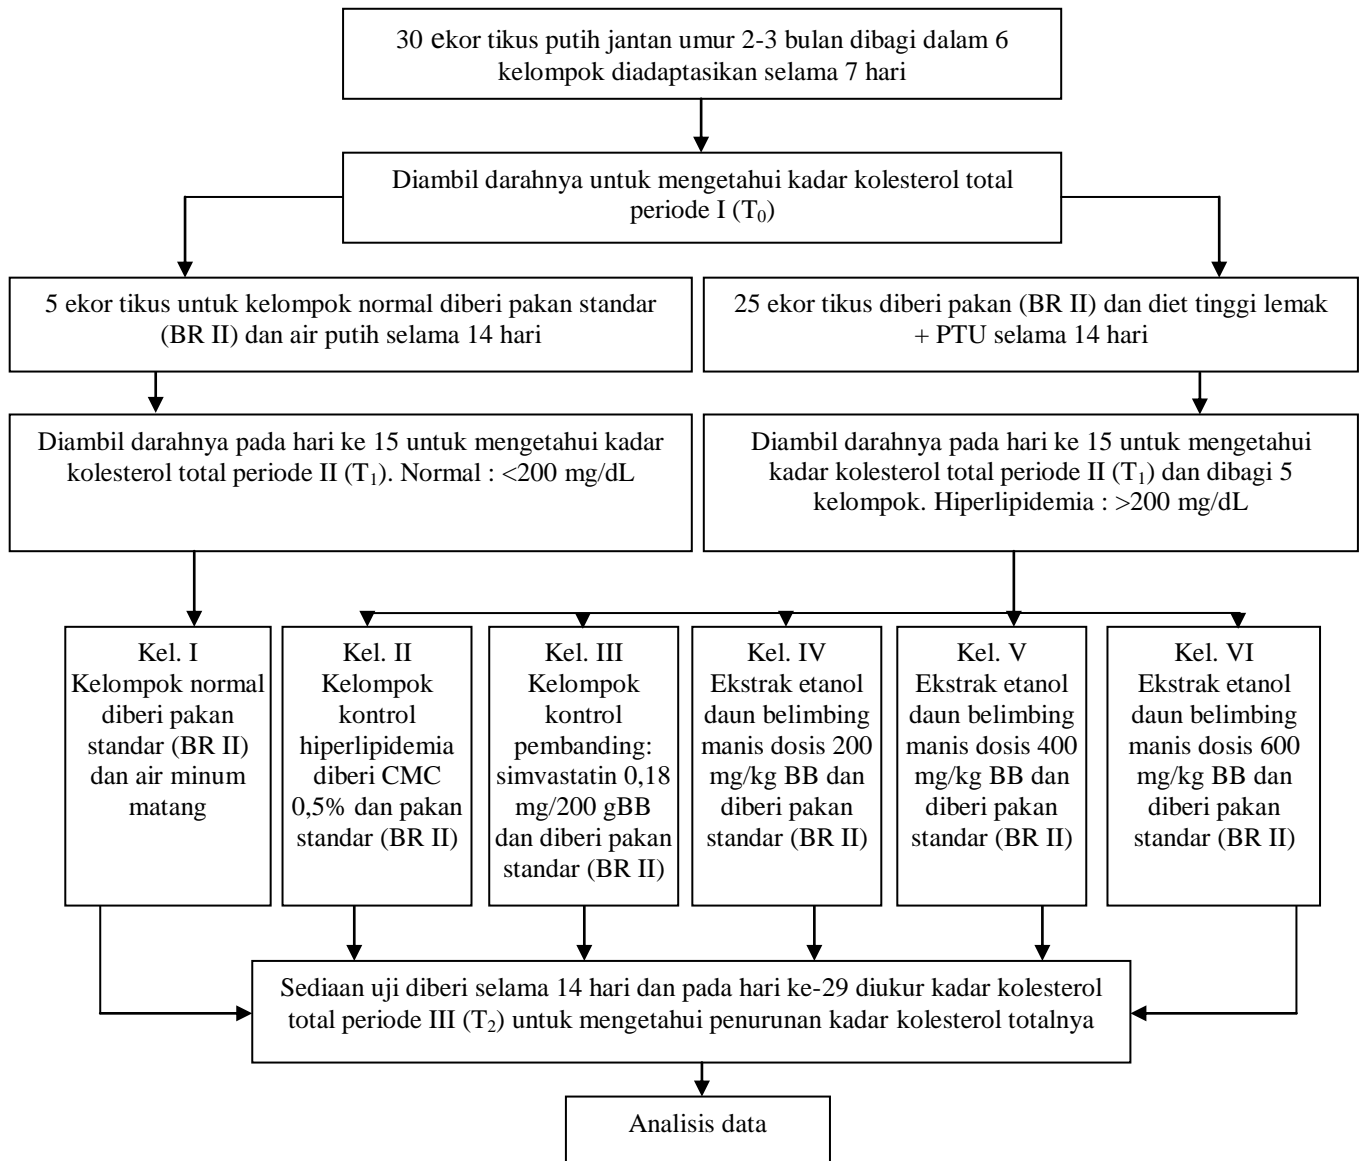 30 ekor tikus putih jantan umur 2-3 bulan dibagi dalam 6
kelompok diadaptasikan selama 7 hari
Diambil darahnya untuk mengetahui kadar kolesterol total
periode I (T₀)
5 ekor tikus untuk kelompok normal diberi pakan standar
(BR II) dan air putih selama 14 hari
25 ekor tikus diberi pakan (BR II) dan diet tinggi lemak
+ PTU selama 14 hari
Diambil darahnya pada hari ke 15 untuk mengetahui kadar
kolesterol total periode II (T₁). Normal : <200 mg/dL
Diambil darahnya pada hari ke 15 untuk mengetahui
kadar kolesterol total periode II (T₁) dan dibagi 5
kelompok. Hiperlipidemia : >200 mg/dL
Kel. I
Kelompok normal
diberi pakan
standar (BR II)
dan air minum
matang
Kel. II
Kelompok
kontrol
hiperlipidemia
diberi CMC
0,5% dan pakan
standar (BR II)
Kel. III
Kelompok
kontrol
pembanding:
simvastatin 0,18
mg/200 gBB
dan diberi pakan
standar (BR II)
Kel. IV
Ekstrak etanol
daun belimbing
manis dosis 200
mg/kg BB dan
diberi pakan
standar (BR II)
Kel. V
Ekstrak etanol
daun belimbing
manis dosis 400
mg/kg BB dan
diberi pakan
standar (BR II)
Kel. VI
Ekstrak etanol
daun belimbing
manis dosis 600
mg/kg BB dan
diberi pakan
standar (BR II)
Sediaan uji diberi selama 14 hari dan pada hari ke-29 diukur kadar kolesterol
total periode III (T₂) untuk mengetahui penurunan kadar kolesterol totalnya
Analisis data